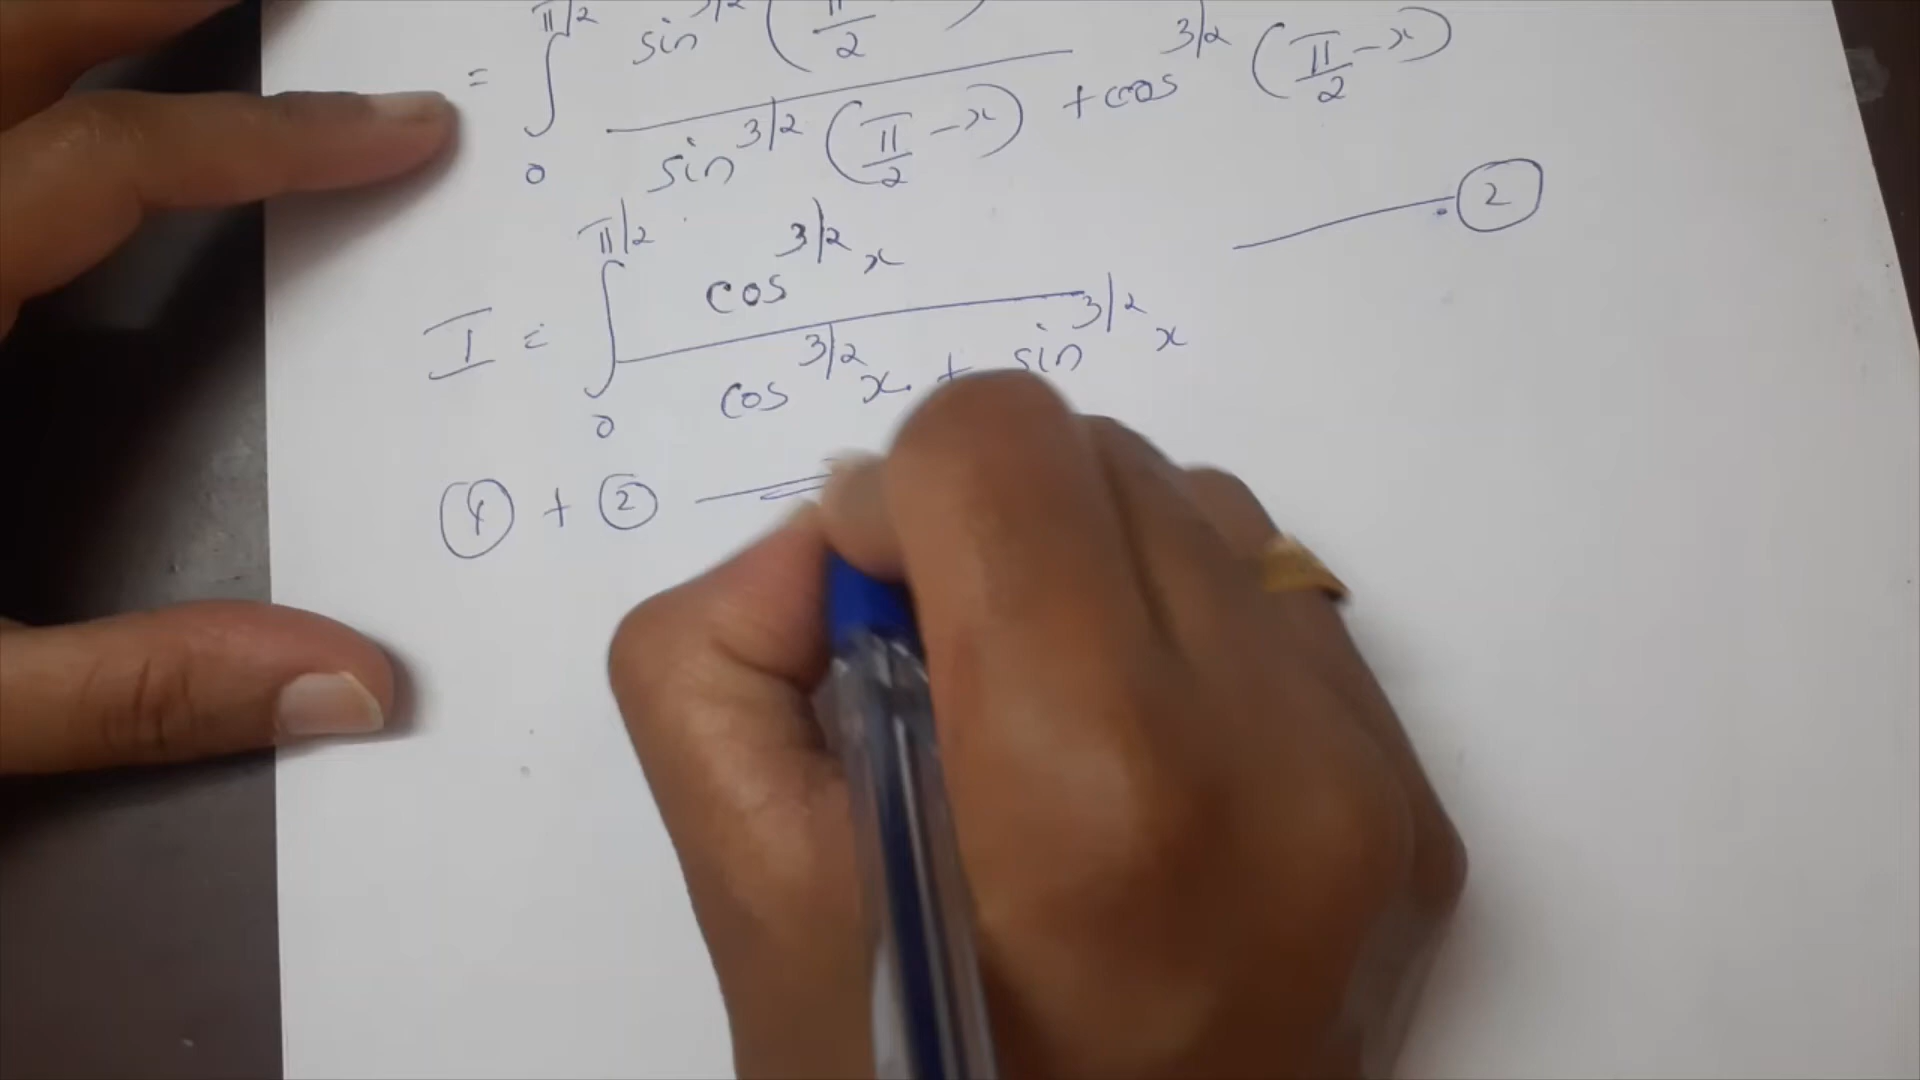 = ∫ π/2 0 sin 3/2 (π/2
sin 3/2 (π/2 - x) + cos 3/2 (π/2 - x)
I = ∫ π/2 0 cos 3/2 x ——— ②
cos 3/2 x + sin 3/2 x
① + ②